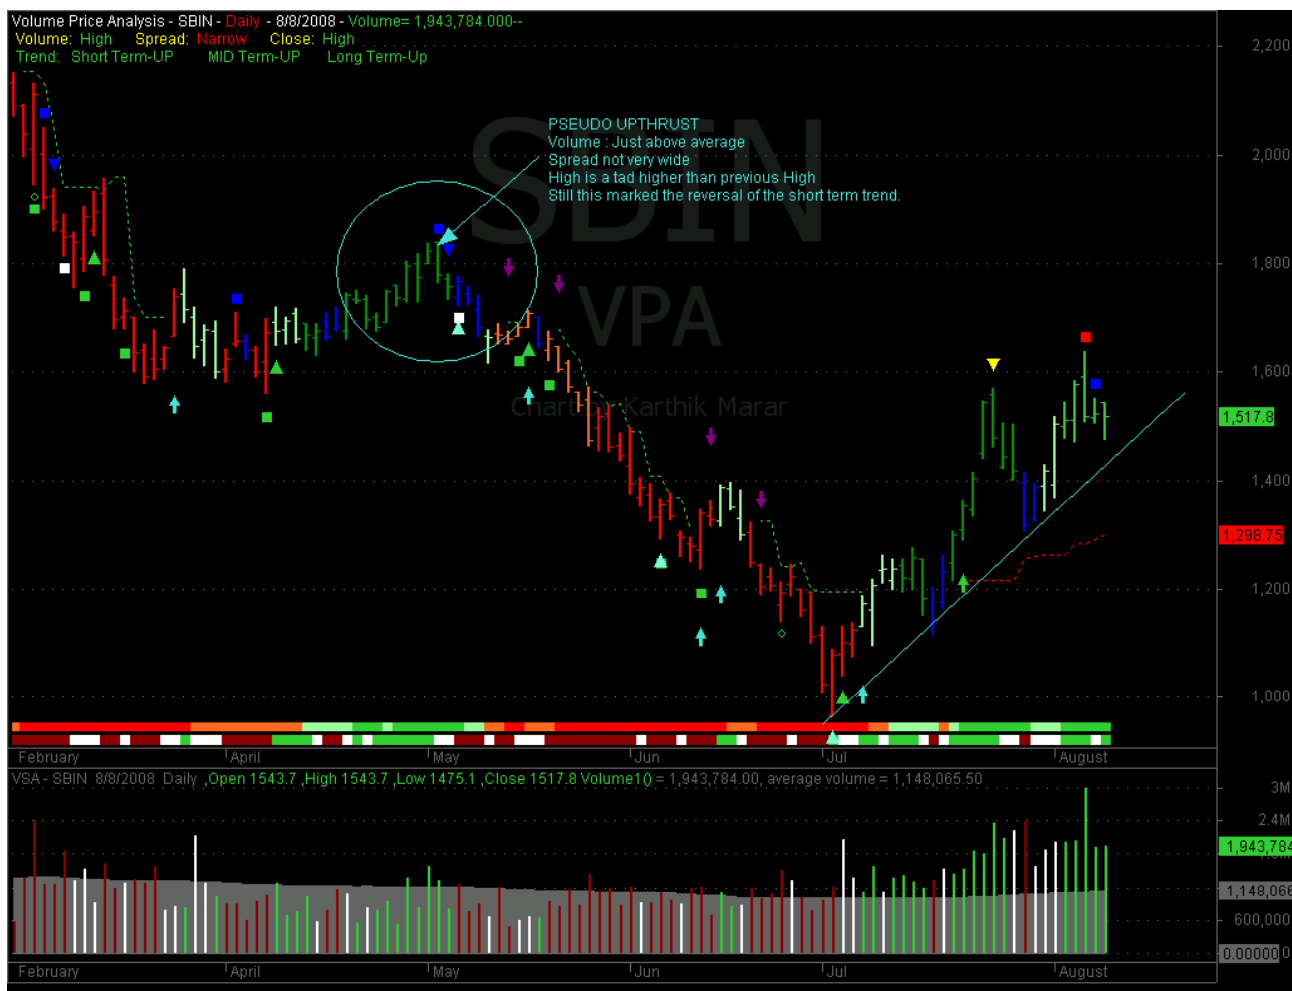 Volume Price Analysis - SBIN - Daily - 8/8/2008 - Volume= 1,943,784.000--
Volume: High Spread: Narrow Close: High
Trend: Short Term-UP MID Term-UP Long Term-Up
2,200
PSEUDO UPTHRUST
Volume : Just above average
Spread not very wide
High is a tad higher than previous High
Still this marked the reversal of the short term trend.
SBIN
VPA
Chart by Karthik Marar
2,000
1,800
1,600
1,517.8
1,400
1,298.75
1,200
1,000
February April May Jun Jul August
VSA - SBIN 8/8/2008 Daily ,Open 1543.7 ,High 1543.7 ,Low 1475.1 ,Close 1517.8 Volume1() = 1,943,784.00, average volume = 1,148,065.50
3M
2.4M
1,943,784
1,148,066
600,000
0.00000
February April May Jun Jul August